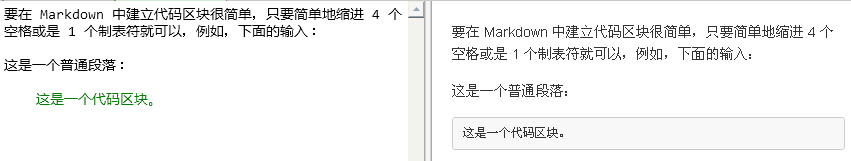 要在 Markdown 中建立代码区块很简单，只要简单地缩进 4 个
空格或是 1 个制表符就可以，例如，下面的输入：
这是一个普通段落：
这是一个代码区块。
要在 Markdown 中建立代码区块很简单，只要简单地缩进 4 个
空格或是 1 个制表符就可以，例如，下面的输入：
这是一个普通段落：
这是一个代码区块。